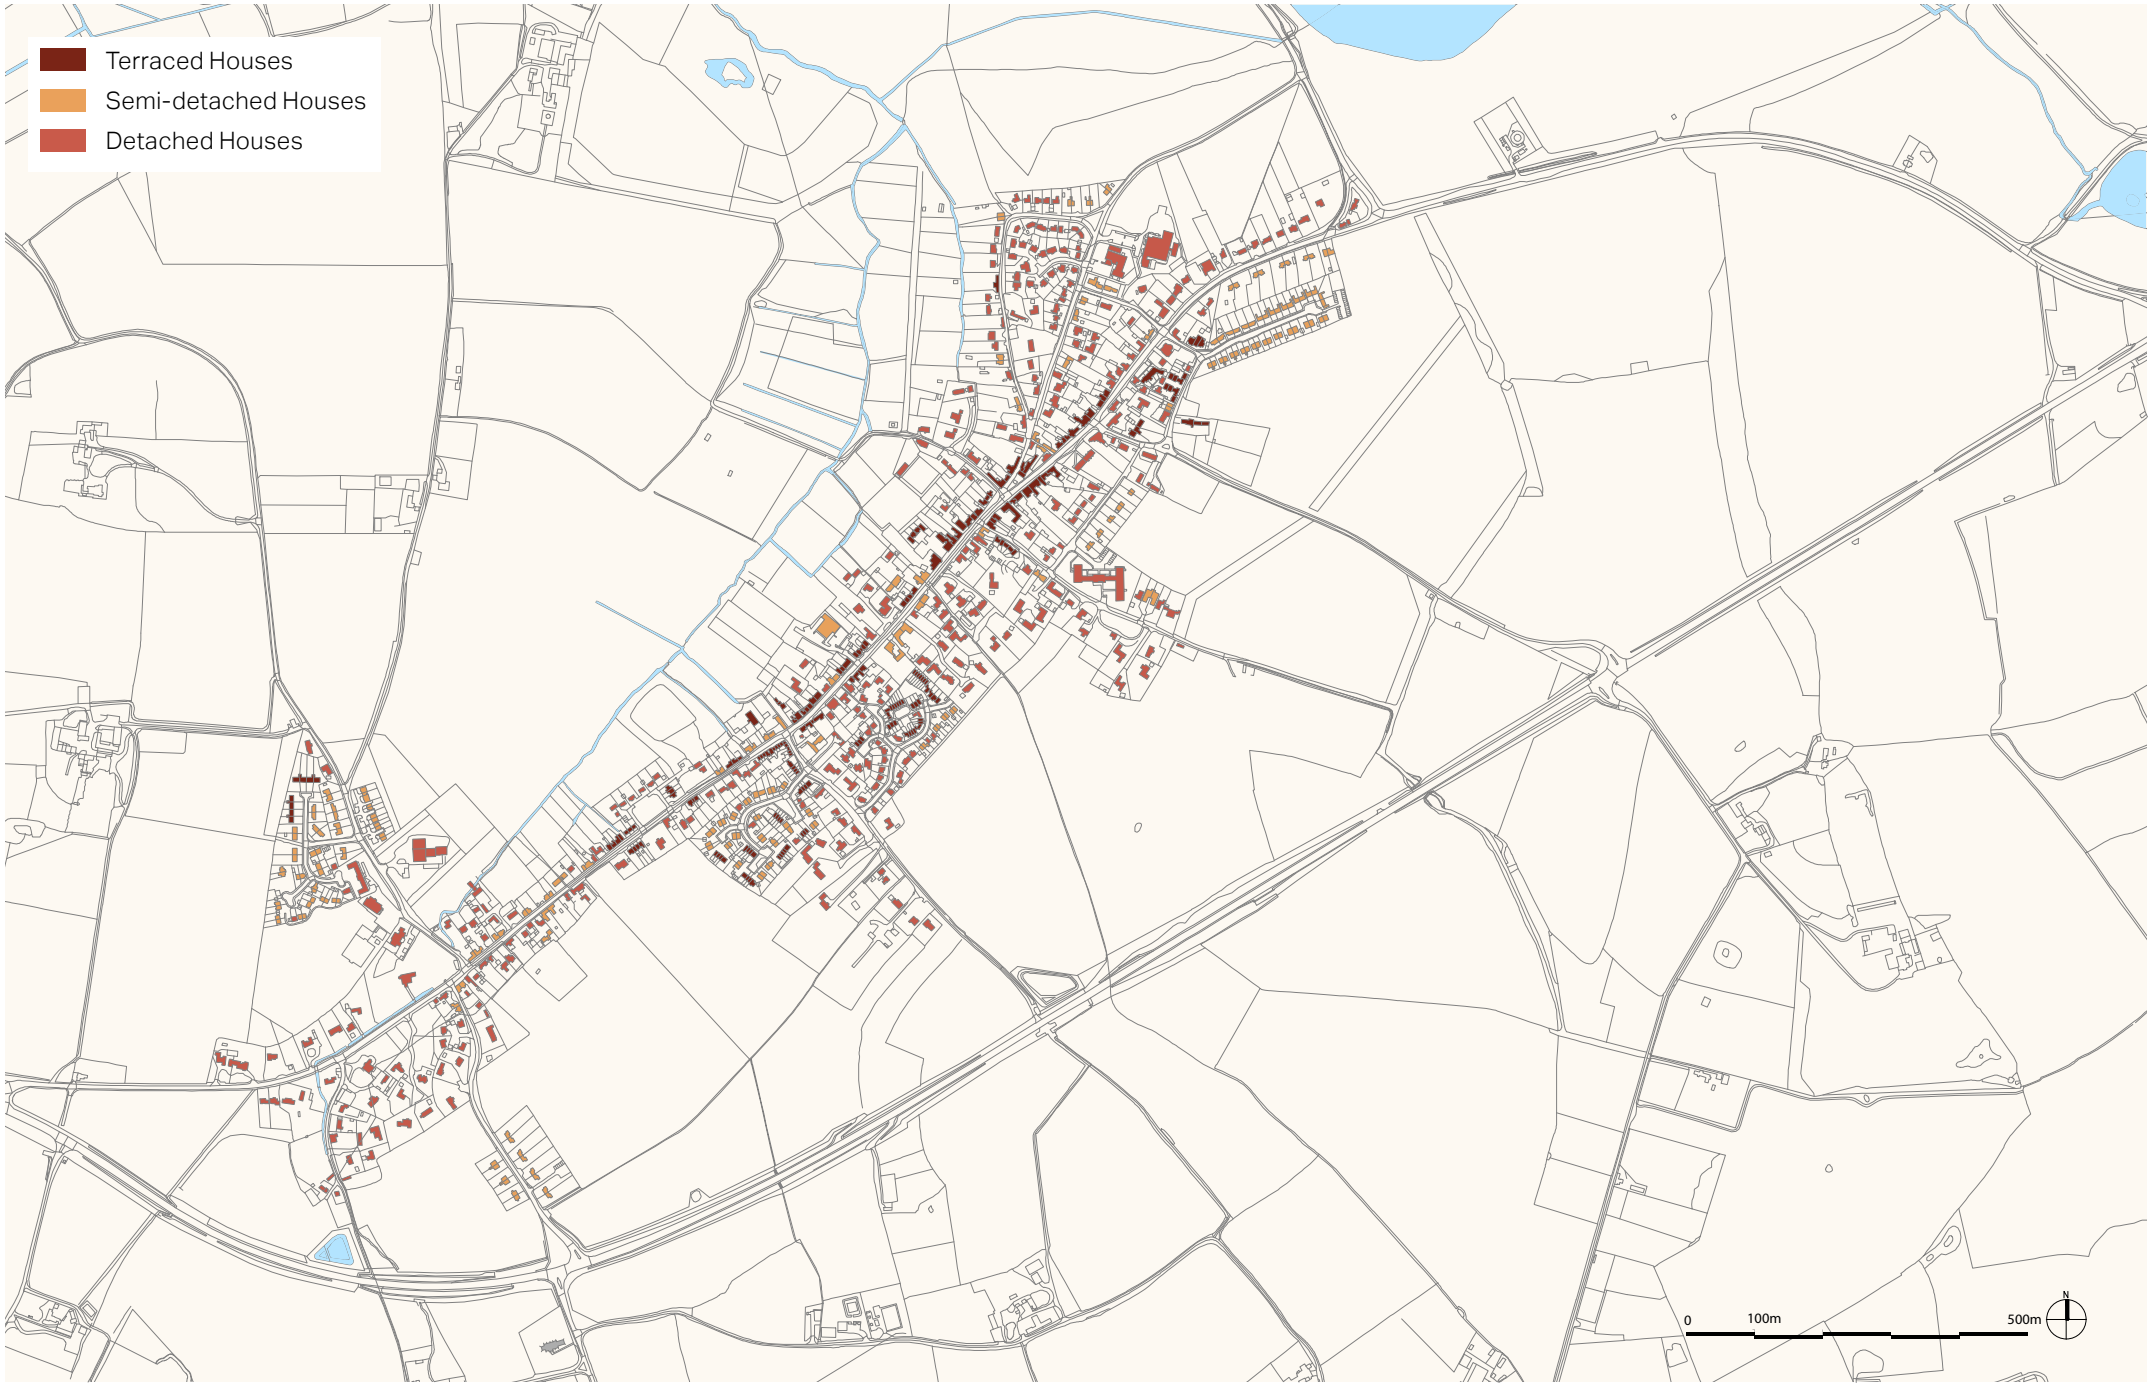 Terraced Houses
Semi-detached Houses
Detached Houses
N
0 100m 500m